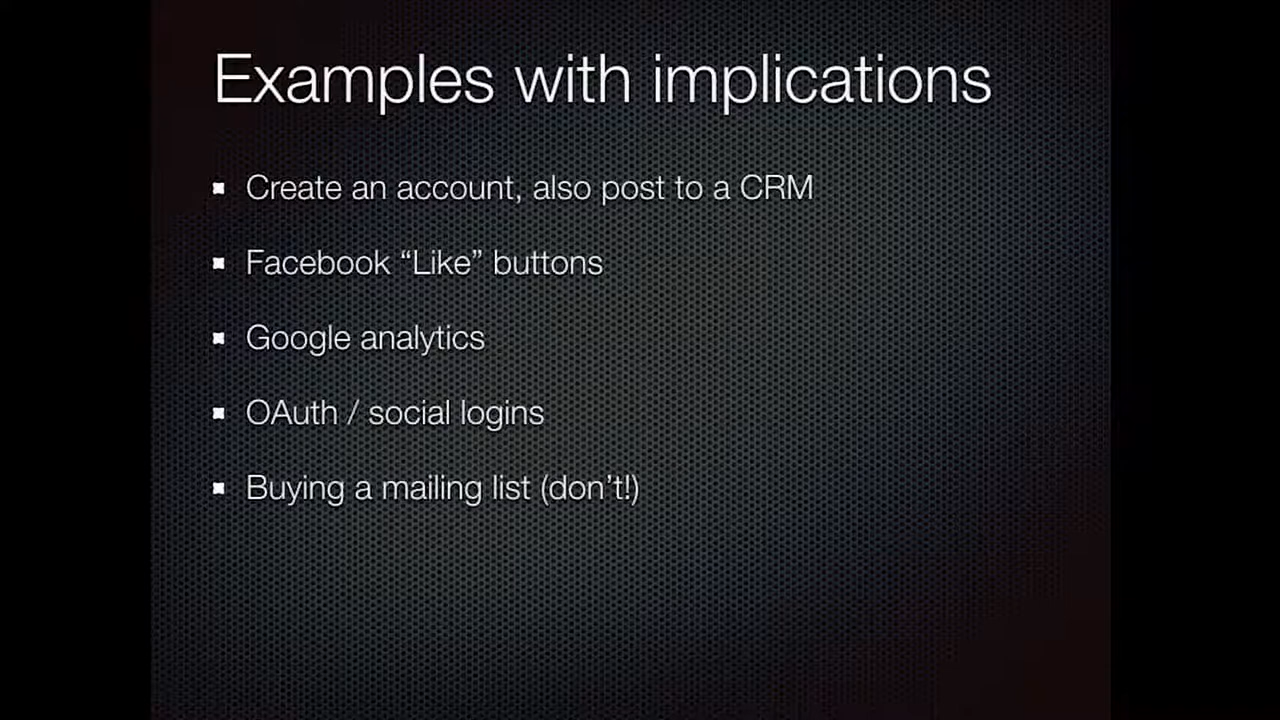 Examples with implications
Create an account, also post to a CRM
Facebook “Like” buttons
Google analytics
OAuth / social logins
Buying a mailing list (don’t!)